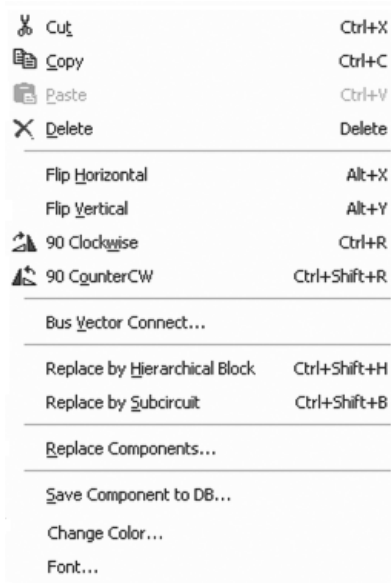 Cut Ctrl+X
Copy Ctrl+C
Paste Ctrl+V
Delete Delete
Flip Horizontal Alt+X
Flip Vertical Alt+Y
90 Clockwise Ctrl+R
90 CounterCW Ctrl+Shift+R
Bus Vector Connect...
Replace by Hierarchical Block Ctrl+Shift+H
Replace by Subcircuit Ctrl+Shift+B
Replace Components...
Save Component to DB...
Change Color...
Font...